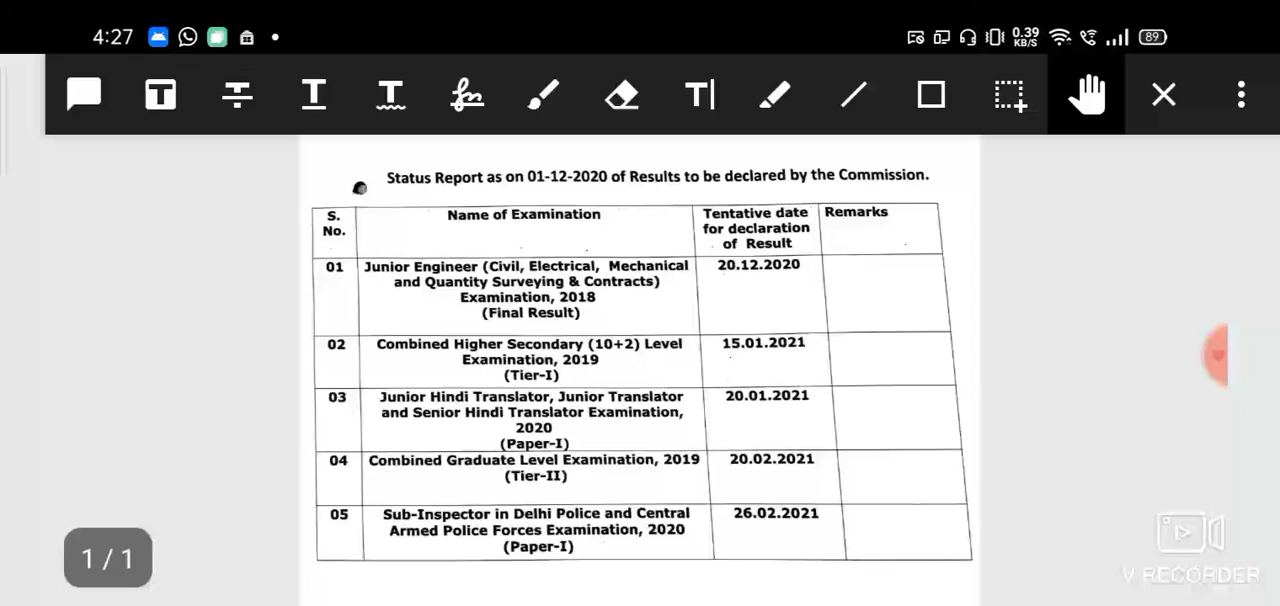 4:27
0.39
KB/S
89
T
T
T
T
T
Status Report as on 01-12-2020 of Results to be declared by the Commission.
S.
No.
Name of Examination
Tentative date
for declaration
of Result
Remarks
01
Junior Engineer (Civil, Electrical, Mechanical
and Quantity Surveying & Contracts)
Examination, 2018
(Final Result)
20.12.2020
02
Combined Higher Secondary (10+2) Level
Examination, 2019
(Tier-I)
15.01.2021
03
Junior Hindi Translator, Junior Translator
and Senior Hindi Translator Examination,
2020
(Paper-I)
20.01.2021
04
Combined Graduate Level Examination, 2019
(Tier-II)
20.02.2021
05
Sub-Inspector in Delhi Police and Central
Armed Police Forces Examination, 2020
(Paper-I)
26.02.2021
1/1
V RECORDER